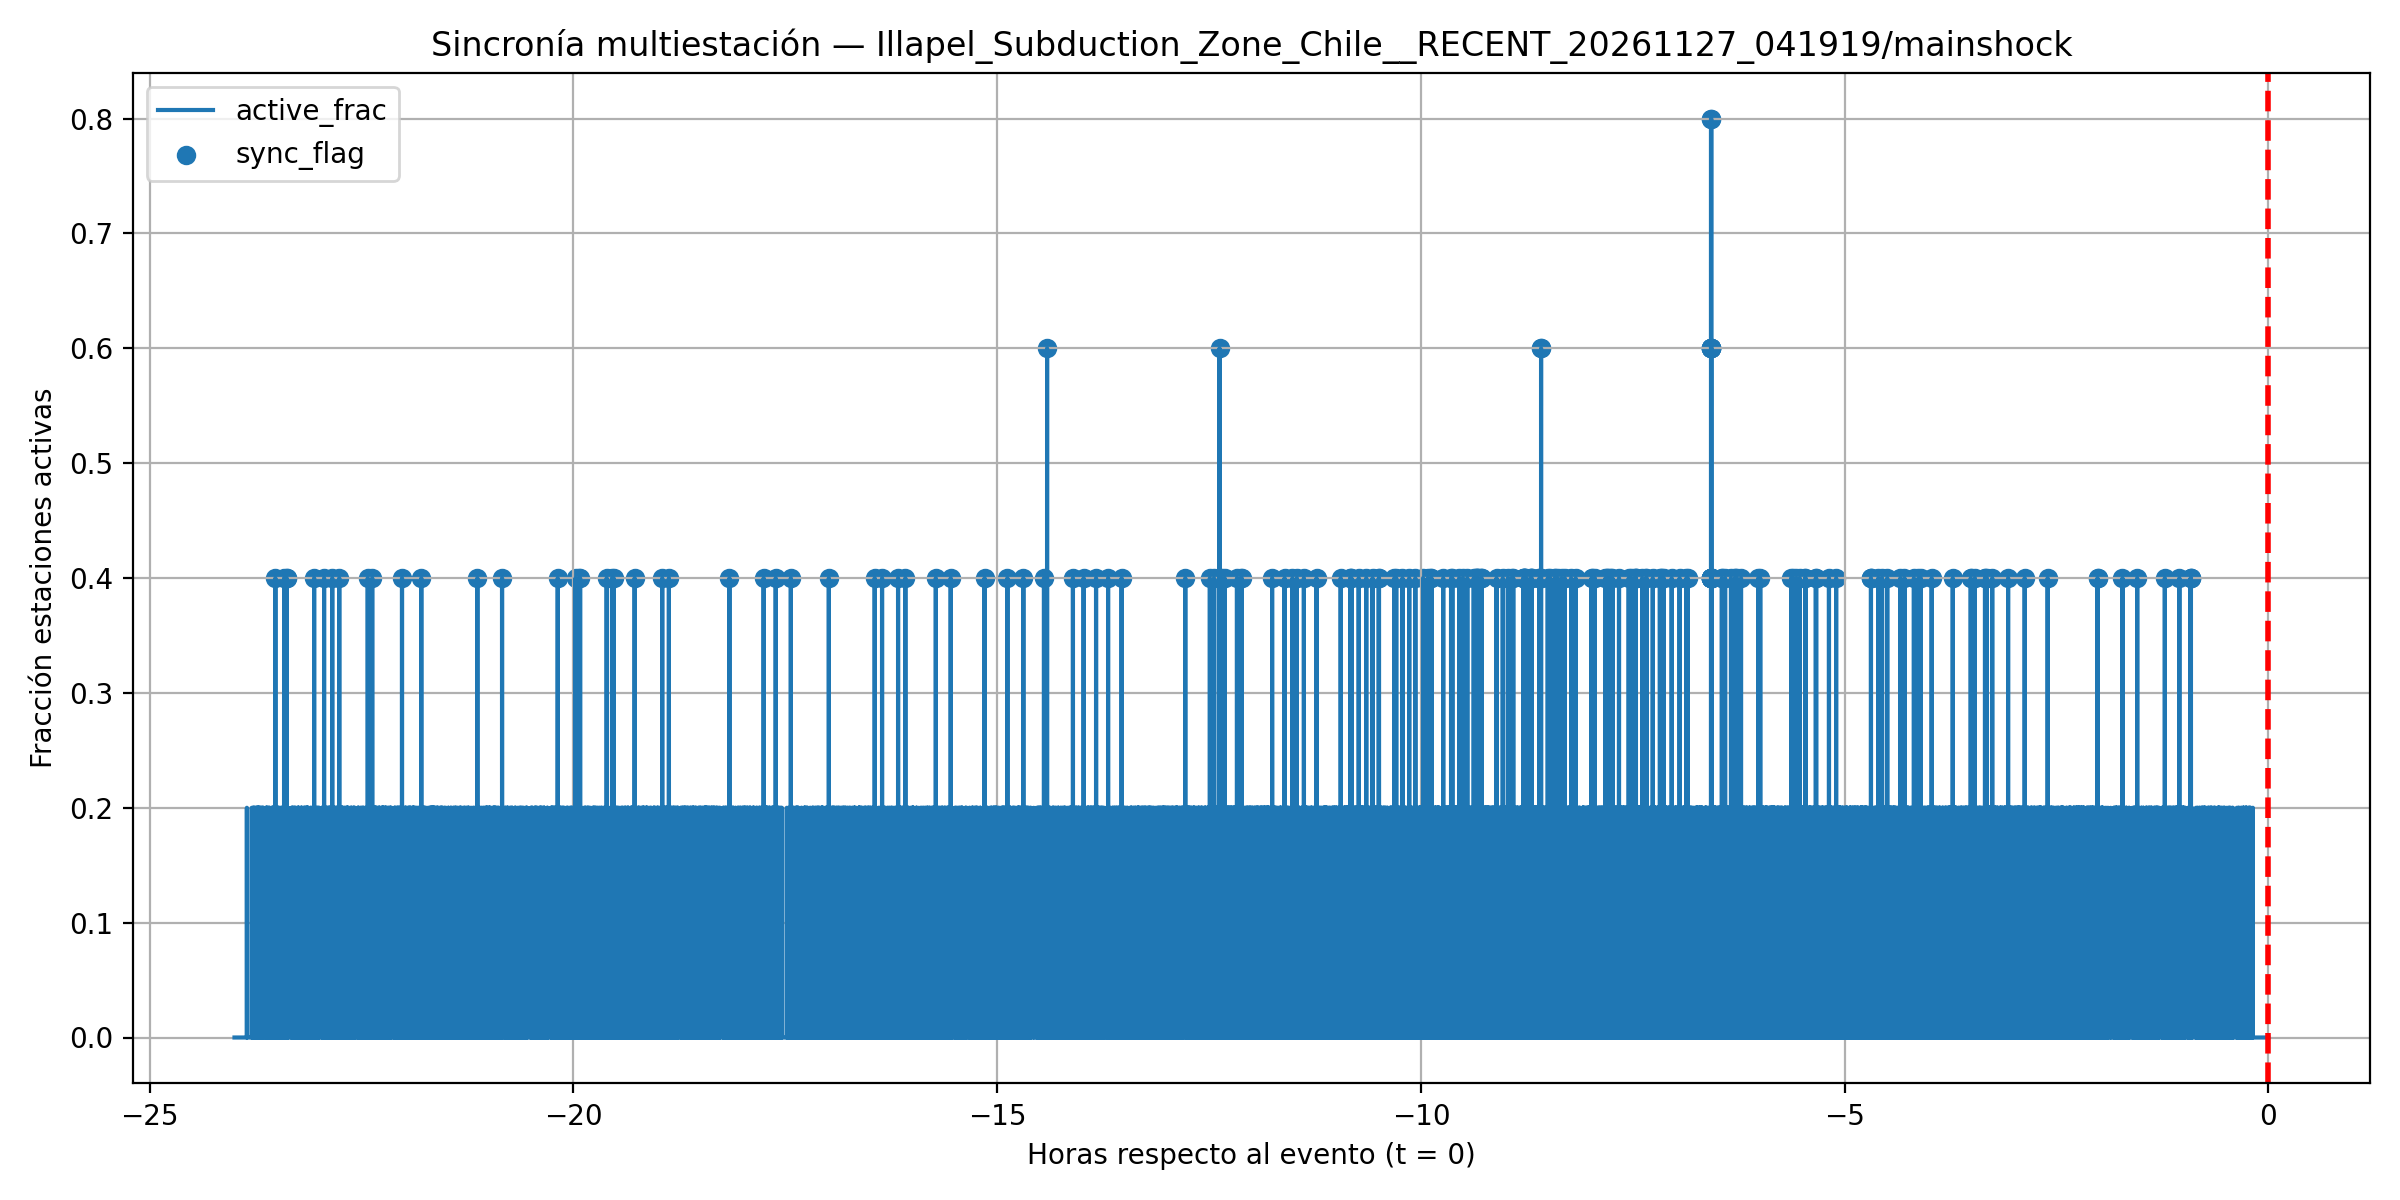 Sincronía multiestación — Illapel_Subduction_Zone_Chile__RECENT_20261127_041919/mainshock
active_frac
sync_flag
Fracción estaciones activas
0.8
0.7
0.6
0.5
0.4
0.3
0.2
0.1
0.0
−25 −20 −15 −10 −5 0
Horas respecto al evento (t = 0)